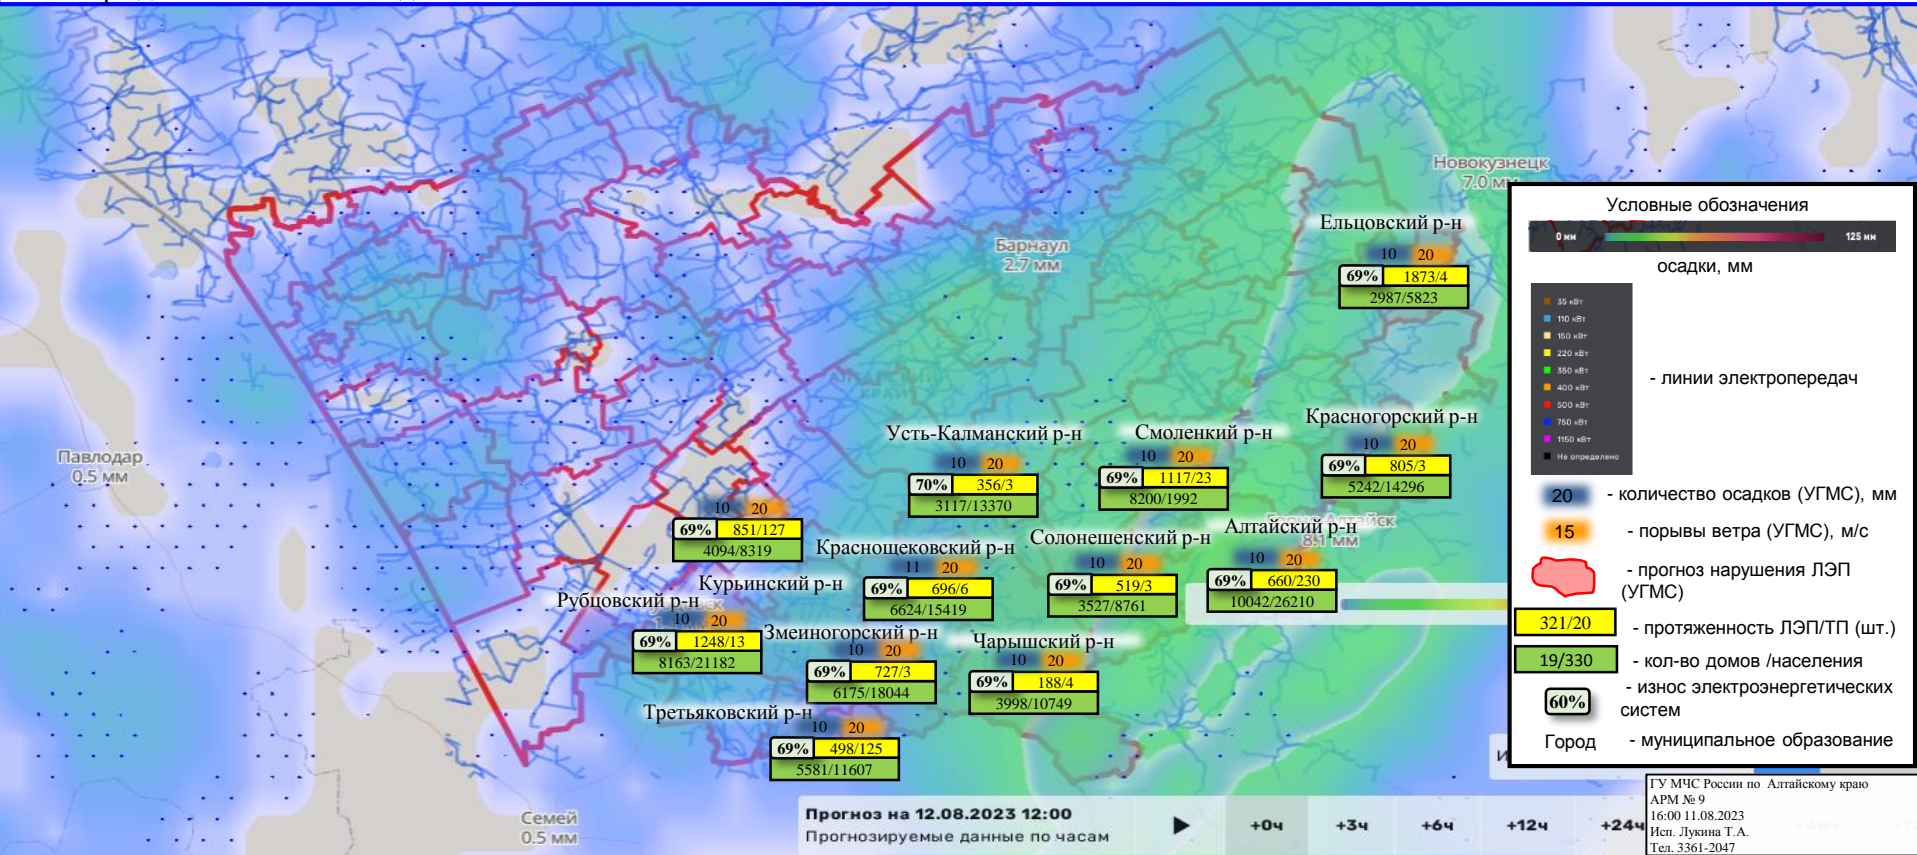 Новокузнецк
7.0 мм
Барнаул
2.7 мм
Павлодар
0.5 мм
Семей
0.5 мм
8.1 мм
Ельцовский р-н
10 20
69% 1873/4
2987/5823
Красногорский р-н
10 20
69% 805/3
5242/14296
Усть-Калманский р-н
10 20
70% 356/3
3117/13370
Смоленкий р-н
10 20
69% 1117/23
8200/1992
10 20
69% 851/127
4094/8319
Курьинский р-н
Краснощековский р-н
11 20
69% 696/6
6624/15419
Солонешенский р-н
10 20
69% 519/3
3527/8761
Алтайский р-н
10 20
69% 660/230
10042/26210
Рубцовский р-н
10 20
69% 1248/13
8163/21182
Змеиногорский р-н
10 20
69% 727/3
6175/18044
Чарышский р-н
10 20
69% 188/4
3998/10749
Третьяковский р-н
10 20
69% 498/125
5581/11607
Условные обозначения
0 мм 125 мм
осадки, мм
35 кВт
110 кВт
150 кВт
220 кВт
350 кВт
400 кВт
500 кВт
750 кВт
1150 кВт
Не определено
- линии электропередач
20 - количество осадков (УГМС), мм
15 - порывы ветра (УГМС), м/с
- прогноз нарушения ЛЭП
(УГМС)
321/20 - протяженность ЛЭП/ТП (шт.)
19/330 - кол-во домов /населения
60% - износ электроэнергетических
систем
Город - муниципальное образование
Прогноз на 12.08.2023 12:00
Прогнозируемые данные по часам
+0ч +3ч +6ч +12ч +24ч
ГУ МЧС России по Алтайскому краю
АРМ № 9
16:00 11.08.2023
Исп. Лукина Т.А.
Тел. 3361-2047